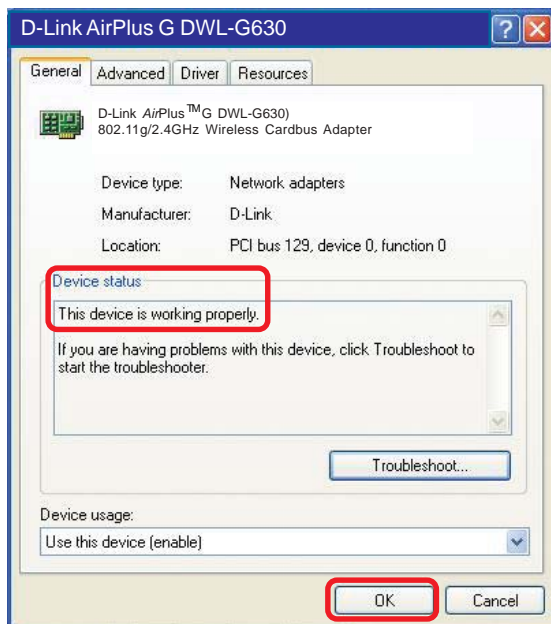 D-Link AirPlus G DWL-G630
General Advanced Driver Resources
D-Link AirPlus™G DWL-G630)
802.11g/2.4GHz Wireless Cardbus Adapter
Device type: Network adapters
Manufacturer: D-Link
Location: PCI bus 129, device 0, function 0
Device status
This device is working properly.
If you are having problems with this device, click Troubleshoot to
start the troubleshooter.
Troubleshoot...
Device usage:
Use this device (enable)
OK Cancel